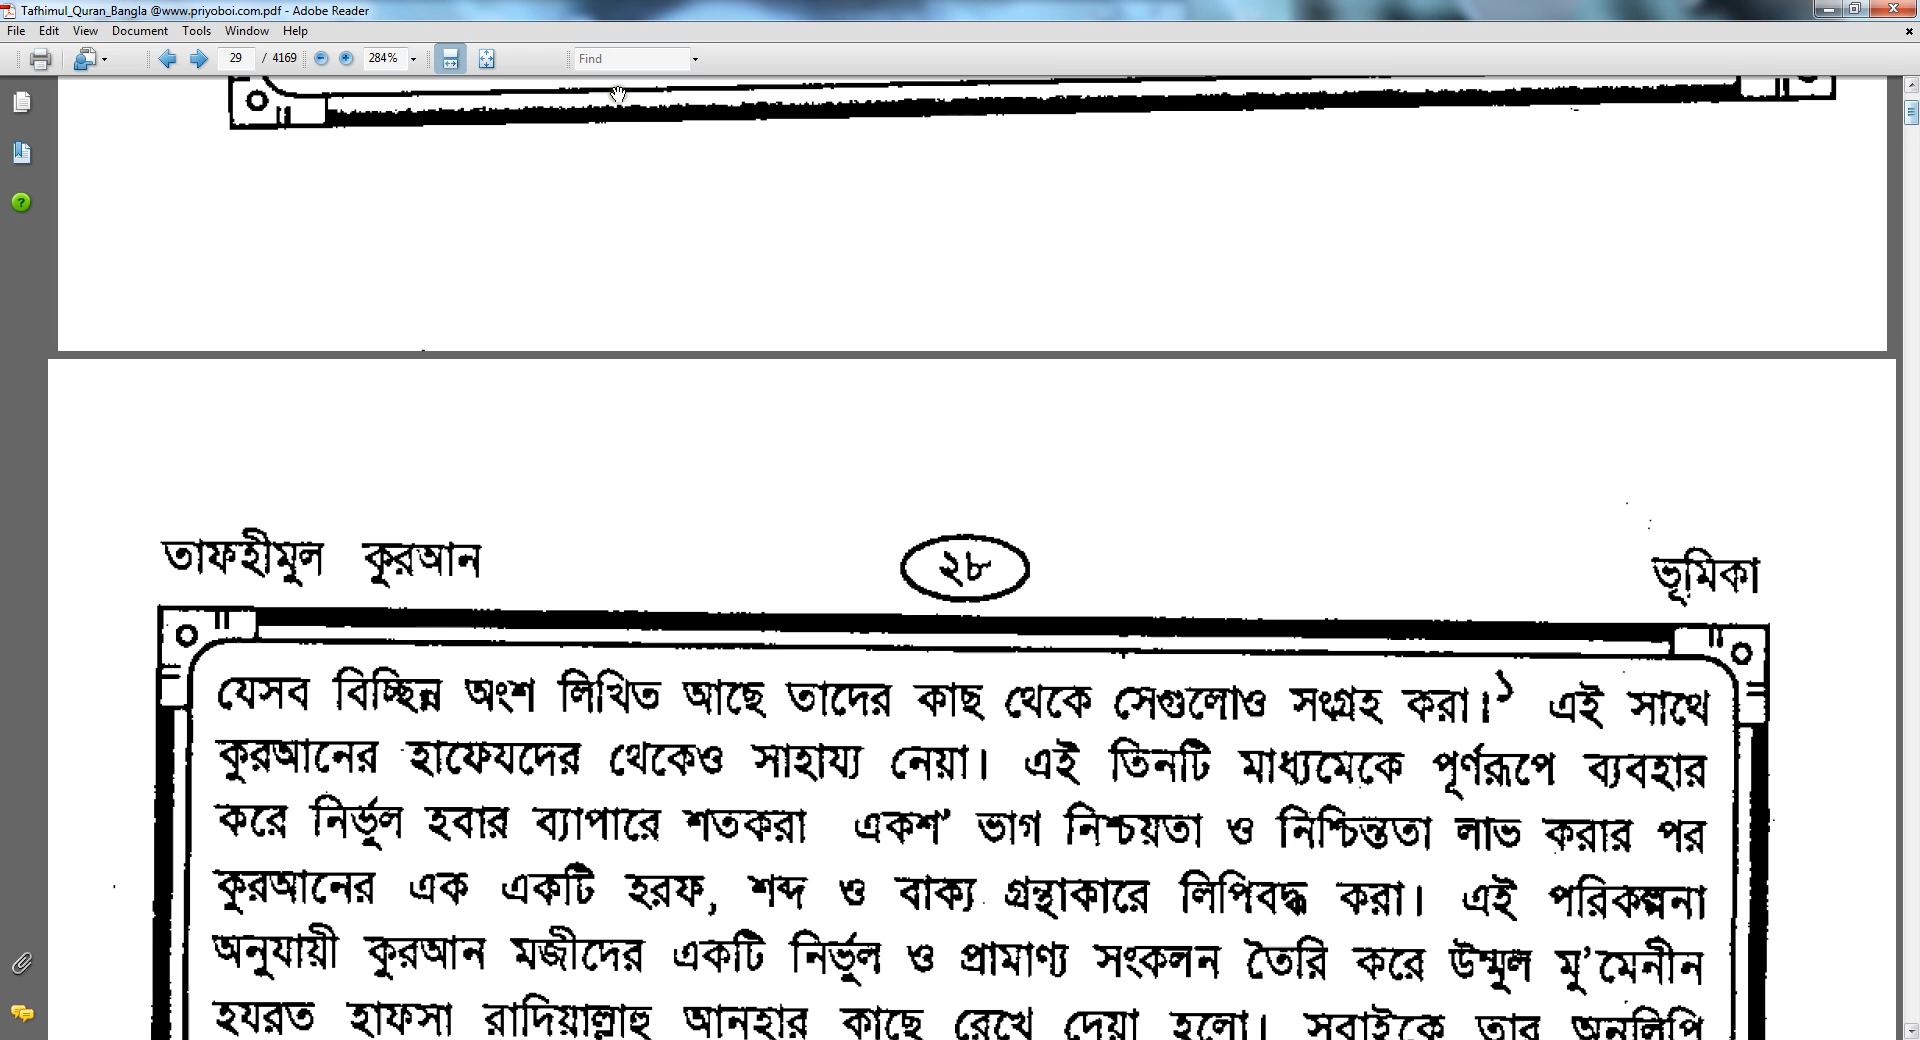 Tafhimul_Quran_Bangla @www.priyoboi.com.pdf - Adobe Reader
File Edit View Document Tools Window Help
29 / 4169 284% Find
তাফহীমুল কুরআন ২৮ ভূমিকা
যেসব বিচ্ছিন্ন অংশ লিখিত আছে তাদের কাছ থেকে সেগুলোও সংগ্রহ করা।১ এই সাথে
কুরআনের হাফেযদের থেকেও সাহায্য নেয়া। এই তিনটি মাধ্যমেকে পূর্ণরূপে ব্যবহার
করে নির্ভুল হবার ব্যাপারে শতকরা একশ' ভাগ নিশ্চয়তা ও নিশ্চিন্ততা লাভ করার পর
কুরআনের এক একটি হরফ, শব্দ ও বাক্য গ্রন্থাকারে লিপিবদ্ধ করা। এই পরিকল্পনা
অনুযায়ী কুরআন মজীদের একটি নির্ভুল ও প্রামাণ্য সংকলন তৈরি করে উম্মুল মু'মেনীন
হযরত হাফসা রাদিয়াল্লাহু আনহার কাছে রেখে দেয়া হলো। সবাইকে তার অনুলিপি